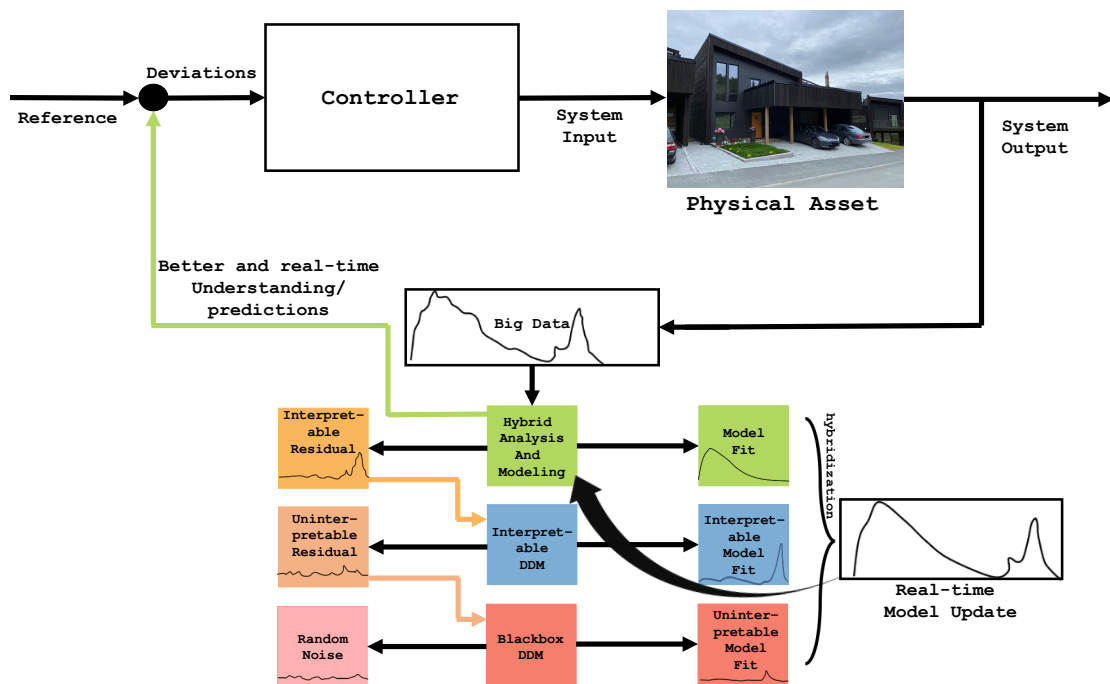 Deviations
Reference
Controller
System
Input
System
Output
Physical Asset
Better and real-time
Understanding/
predictions
Big Data
Interpret-
able
Residual
Hybrid
Analysis
And
Modeling
Model
Fit
hybridization
Uninter-
pretable
Residual
Interpret-
able
DDM
Interpret-
able
Model
Fit
Real-time
Model Update
Random
Noise
Blackbox
DDM
Uninter-
pretable
Model
Fit